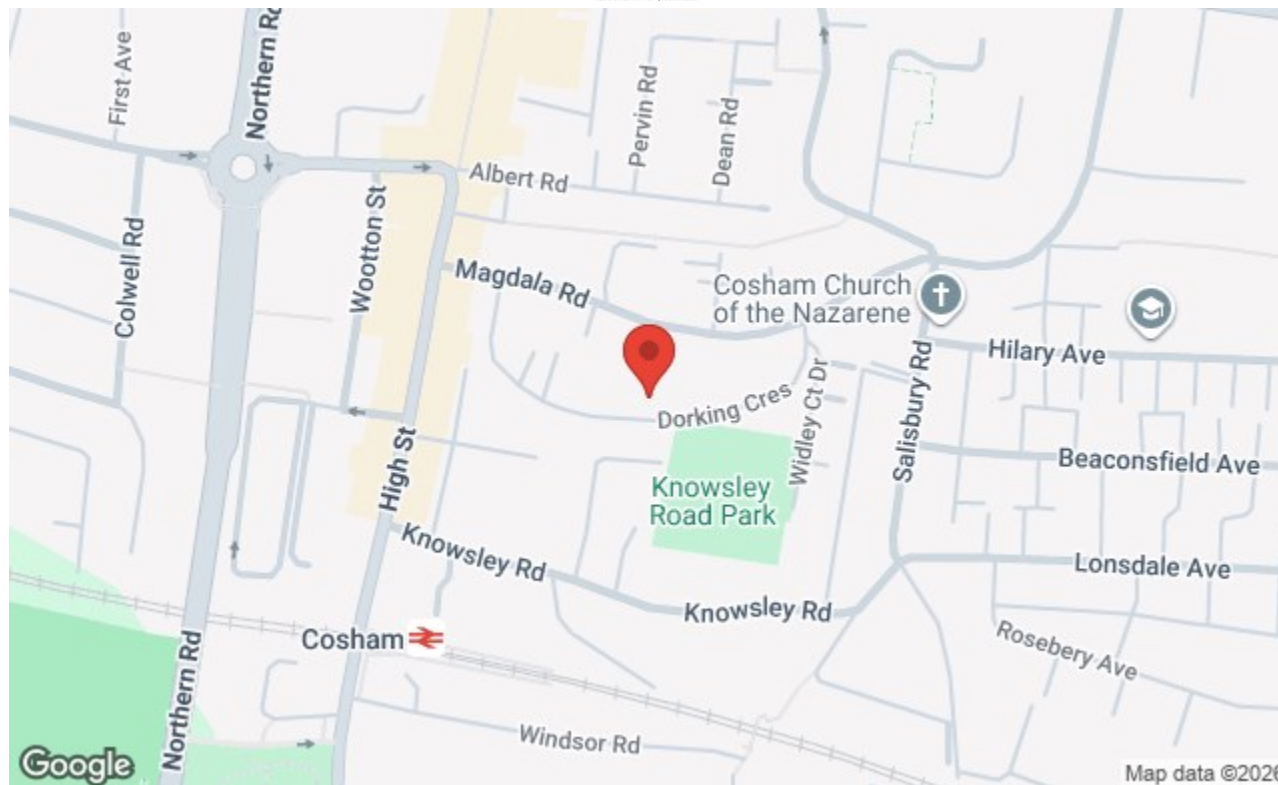 First Ave
Northern Rd
Pervin Rd
Dean Rd
Albert Rd
Colwell Rd
Wootton St
Magdala Rd
Cosham Church
of the Nazarene
Hilary Ave
Salisbury Rd
Dorking Cres
Widley Ct Dr
Beaconsfield Ave
High St
Knowsley
Road Park
Knowsley Rd
Lonsdale Ave
Knowsley Rd
Cosham
Rosebery Ave
Northern Rd
Windsor Rd
Google
Map data ©2026